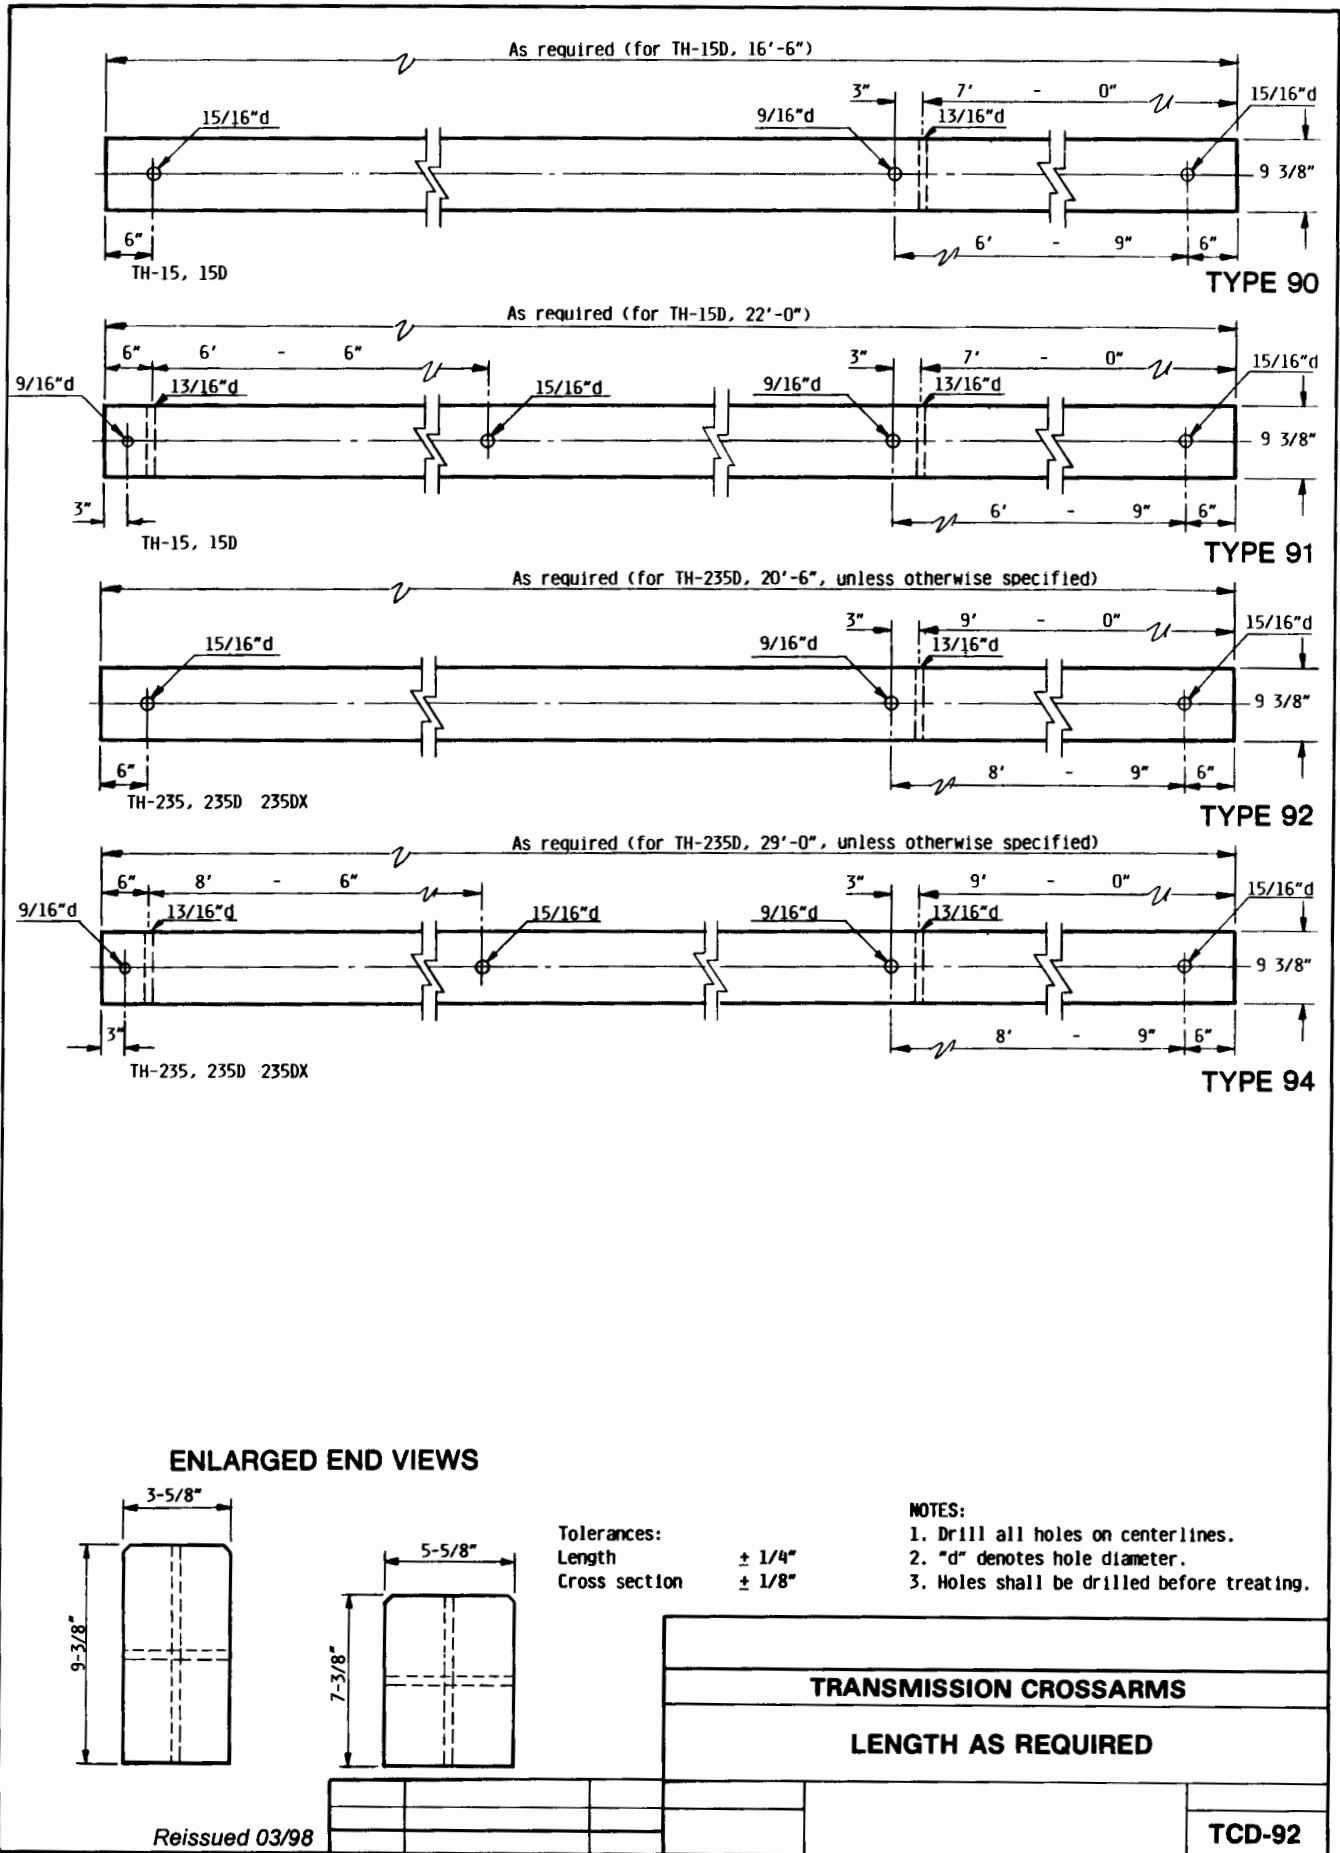 As required (for TH-15D, 16'-6")
3" 7' - 0" 15/16"d
15/16"d 9/16"d 13/16"d
9 3/8"
6" 6' - 9" 6"
TH-15, 15D
TYPE 90
As required (for TH-15D, 22'-0")
6" 6' - 6" 3" 7' - 0" 15/16"d
9/16"d 13/16"d 15/16"d 9/16"d 13/16"d
9 3/8"
3" 6' - 9" 6"
TH-15, 15D
TYPE 91
As required (for TH-235D, 20'-6", unless otherwise specified)
3" 9' - 0" 15/16"d
15/16"d 9/16"d 13/16"d
9 3/8"
6" 8' - 9" 6"
TH-235, 235D 235DX
TYPE 92
As required (for TH-235D, 29'-0", unless otherwise specified)
6" 8' - 6" 3" 9' - 0" 15/16"d
9/16"d 13/16"d 15/16"d 9/16"d 13/16"d
9 3/8"
3" 8' - 9" 6"
TH-235, 235D 235DX
TYPE 94
ENLARGED END VIEWS
3-5/8"
9-3/8"
5-5/8"
7-3/8"
Tolerances:
Length ± 1/4"
Cross section ± 1/8"
NOTES:
1. Drill all holes on centerlines.
2. "d" denotes hole diameter.
3. Holes shall be drilled before treating.
TRANSMISSION CROSSARMS
LENGTH AS REQUIRED
Reissued 03/98
TCD-92